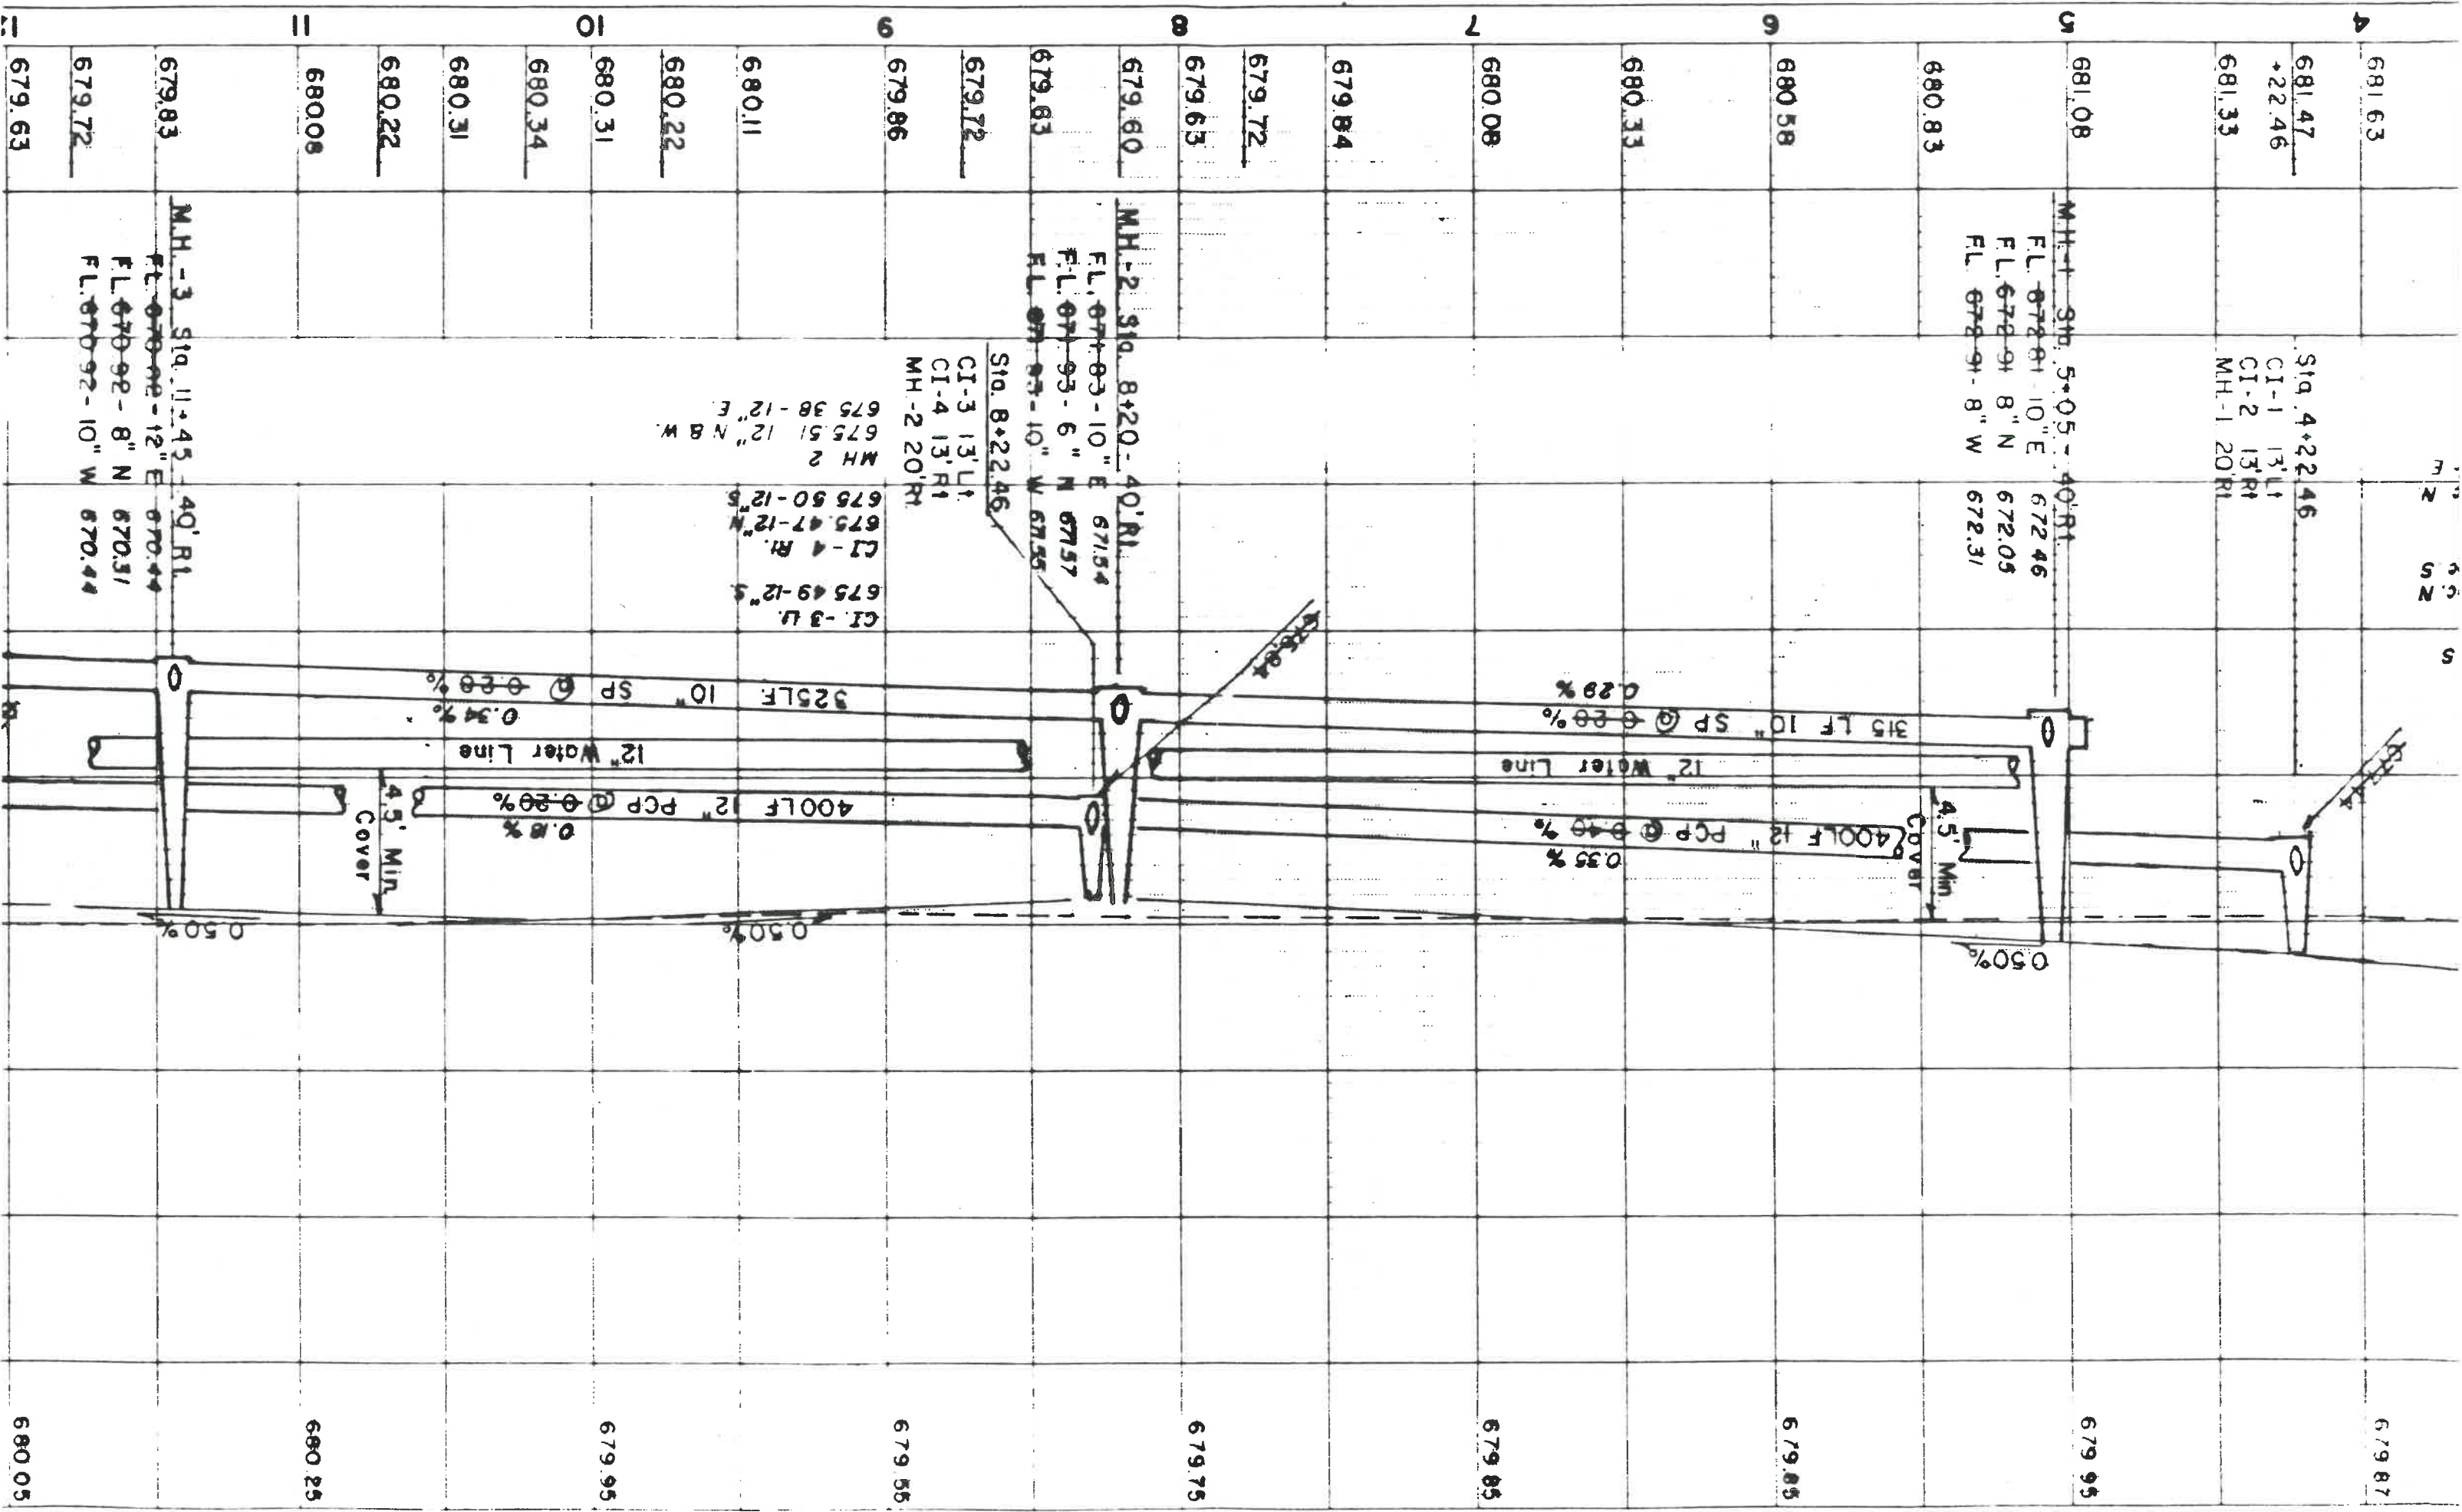 4
5
6
7
8
9
10
11
681.63
681.47
+22.46
681.33
681.08
680.83
680.58
680.33
680.08
679.84
679.72
679.63
679.60
679.63
679.72
679.86
680.11
680.22
680.31
680.34
680.31
680.22
680.08
679.83
679.72
679.63
Sta. 4+22.46
CI-1 13' Lt
CI-2 13' Rt
MH-1 20' Rt
M.H.-1 Sta. 5+05 - 40' Rt.
FL. 672.81 - 10" E 672.46
FL. 672.91 8" N 672.05
FL. 672.91 - 8" W 672.31
M.H.-2 Sta. 8+20 - 40' Rt.
FL. 671.83 - 10" E 671.54
F.L. 671.93 - 6" N 671.57
F.L. 671.93 - 10" W 671.55
Sta. 8+22.46
CI-3 13' Lt
CI-4 13' Rt
MH-2 20' Rt
CI.-3 Lt.
675.49-12" S.
CI-4 Rt.
675.47-12" N
675.50-12" S
MH 2
675.51 12" N & W.
675.38-12" E.
M.H.-3 Sta. 11+45 - 40' Rt.
12" E 670.44
F.L. 670.92 - 8" N 670.31
F.L. 670.92 - 10" W 670.44
315 LF 10" SP @ 0.28%
0.29%
12" Water Line
400LF 12" PCP @ 0.40%
0.35%
4.5' Min
Cover
0.50%
325LF 10" SP @ 0.28%
0.34%
12" Water Line
400LF 12" PCP @ 0.20%
0.18%
4.5' Min.
Cover
0.50%
0.50%
E
N
S
N
S
679.87
679.95
679.85
679.85
679.75
679.55
679.95
680.25
680.05